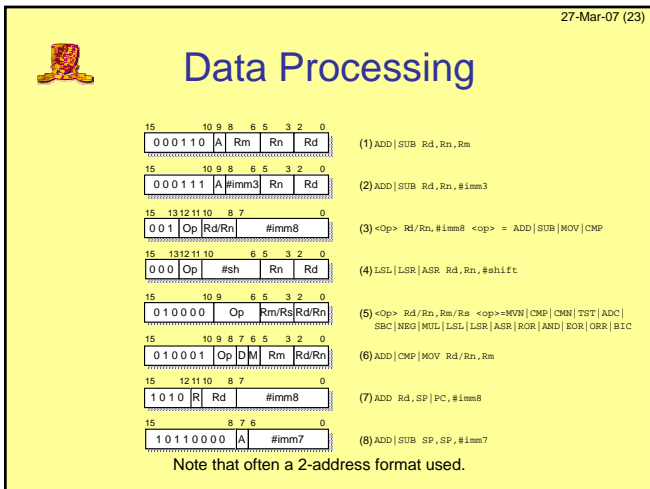 27-Mar-07 (23)
Data Processing
15 10 9 8 6 5 3 2 0
0 0 0 1 1 0 A Rm Rn Rd (1) ADD|SUB Rd,Rn,Rm
15 10 9 8 6 5 3 2 0
0 0 0 1 1 1 A #imm3 Rn Rd (2) ADD|SUB Rd,Rn,#imm3
15 13 12 11 10 8 7 0
0 0 1 Op Rd/Rn #imm8 (3) <Op> Rd/Rn,#imm8 <op> = ADD|SUB|MOV|CMP
15 13 12 11 10 6 5 3 2 0
0 0 0 Op #sh Rn Rd (4) LSL|LSR|ASR Rd,Rn,#shift
15 10 9 6 5 3 2 0
0 1 0 0 0 0 Op Rm/Rs Rd/Rn (5) <Op> Rd/Rn,Rm/Rs <op>=MVN|CMP|CMN|TST|ADC|
SBC|NEG|MUL|LSL|LSR|ASR|ROR|AND|EOR|ORR|BIC
15 10 9 8 7 6 5 3 2 0
0 1 0 0 0 1 Op D M Rm Rd/Rn (6) ADD|CMP|MOV Rd/Rn,Rm
15 12 11 10 8 7 0
1 0 1 0 R Rd #imm8 (7) ADD Rd,SP|PC,#imm8
15 8 7 6 0
1 0 1 1 0 0 0 0 A #imm7 (8) ADD|SUB SP,SP,#imm7
Note that often a 2-address format used.